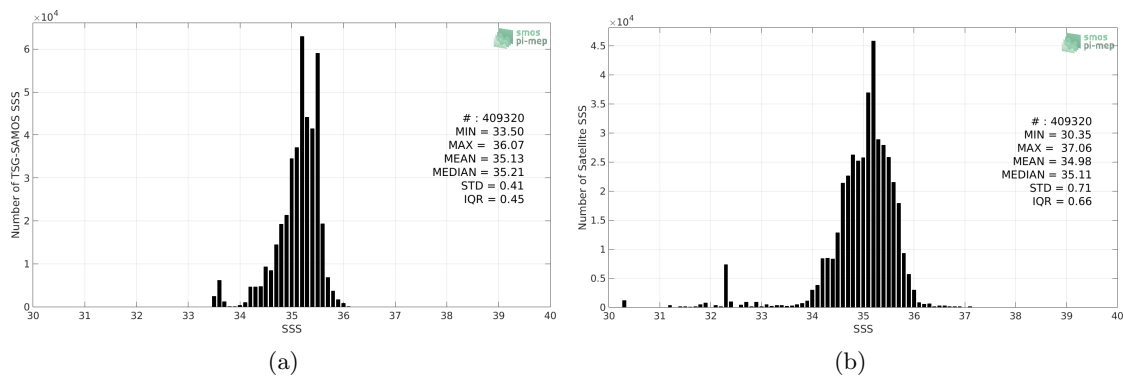 ×10⁴
6
5
4
3
2
1
0
Number of TSG-SAMOS SSS
30 31 32 33 34 35 36 37 38 39 40
SSS
smos
pi-mep
# : 409320
MIN = 33.50
MAX = 36.07
MEAN = 35.13
MEDIAN = 35.21
STD = 0.41
IQR = 0.45
(a)
×10⁴
4.5
4
3.5
3
2.5
2
1.5
1
0.5
0
Number of Satellite SSS
30 31 32 33 34 35 36 37 38 39 40
SSS
smos
pi-mep
# : 409320
MIN = 30.35
MAX = 37.06
MEAN = 34.98
MEDIAN = 35.11
STD = 0.71
IQR = 0.66
(b)